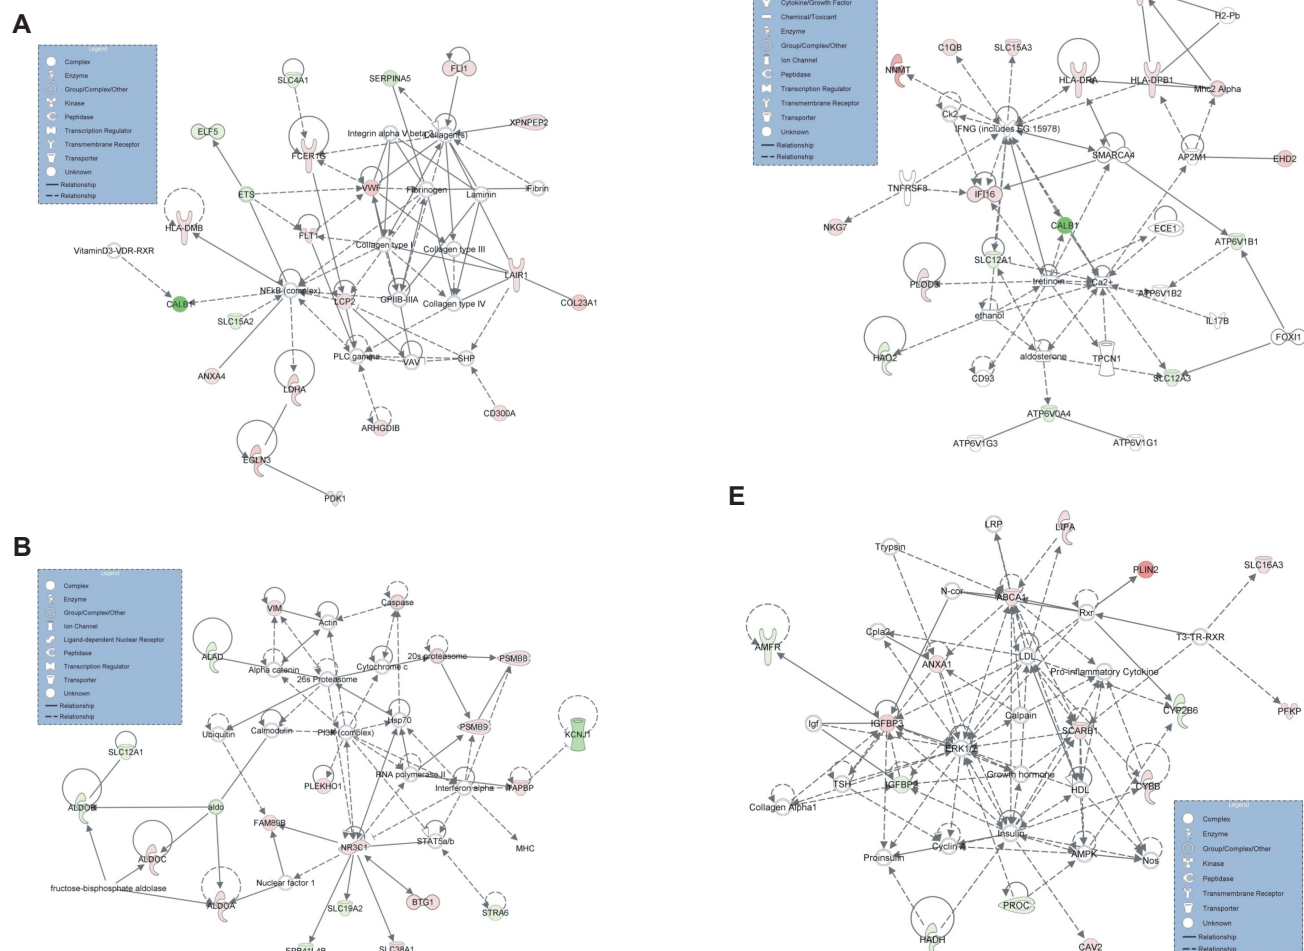 A
Legend
Complex
Enzyme
Group/Complex/Other
Kinase
Peptidase
Transcription Regulator
Transmembrane Receptor
Transporter
Unknown
Relationship
Relationship
SLC4A1
SERPINA5
FLI1
ELF5
FCER1G
Integrin alpha V beta 3
Collagen(s)
XPNPEP2
ETS
VWF
Fibrinogen
Laminin
Fibrin
HLA-DMB
FLT1
Collagen type I
Collagen type III
VitaminD3-VDR-RXR
LAIR1
CALB1
NFkB (complex)
LCP2
GPIIB-IIIA
Collagen type IV
COL23A1
SLC15A2
PLC gamma
VAV
SHP
ANXA4
LDHA
ARHGDIB
CD300A
EGLN3
PDK1
Cytokine/Growth Factor
Chemical/Toxicant
Enzyme
Group/Complex/Other
Ion Channel
Peptidase
Transcription Regulator
Transmembrane Receptor
Transporter
Unknown
Relationship
Relationship
H2-Pb
C1QB
SLC15A3
NNMT
HLA-DRA
HLA-DPB1
Mhc2 Alpha
Ck2
IFNG (includes EG:15978)
SMARCA4
AP2M1
EHD2
TNFRSF8
IFI16
NKG7
CALB1
ECE1
ATP6V1B1
SLC12A1
PLOD3
tretinoin
Ca2+
ATP6V1B2
ethanol
IL17B
FOXI1
HAO2
aldosterone
TPCN1
CD93
SLC12A3
ATP6V0A4
ATP6V1G3
ATP6V1G1
B
Legend
Complex
Enzyme
Group/Complex/Other
Ion Channel
Ligand-dependent Nuclear Receptor
Peptidase
Transcription Regulator
Transporter
Unknown
Relationship
Relationship
VIM
Caspase
Actin
ALAD
Alpha catenin
26s Proteasome
Cytochrome c
20s proteasome
PSMB8
Ubiquitin
Calmodulin
PI3K (complex)
Hsp70
PSMB9
KCNJ1
SLC12A1
PLEKHO1
RNA polymerase II
Interferon alpha
TAPBP
ALDOB
aldo
FAM89B
ALDOC
NR3C1
STAT5a/b
MHC
fructose-bisphosphate aldolase
Nuclear factor 1
ALDOA
SLC19A2
BTG1
STRA6
EPB41L4B
SLC38A1
E
LRP
LIPA
Trypsin
PLIN2
SLC16A3
N-cor
ABCA1
Rxr
AMFR
Cpla2
T3-TR-RXR
ANXA1
LDL
Pro-inflammatory Cytokine
CYP2B6
PFKP
Igf
IGFBP3
Calpain
SCARB1
ERK1/2
TSH
Growth hormone
HDL
CYBB
Collagen Alpha1
Insulin
Proinsulin
Cyclin A
AMPK
Nos
PROC
HADH
CAV2
Legend
Complex
Enzyme
Group/Complex/Other
Kinase
Peptidase
Transmembrane Receptor
Transporter
Unknown
Relationship
Relationship